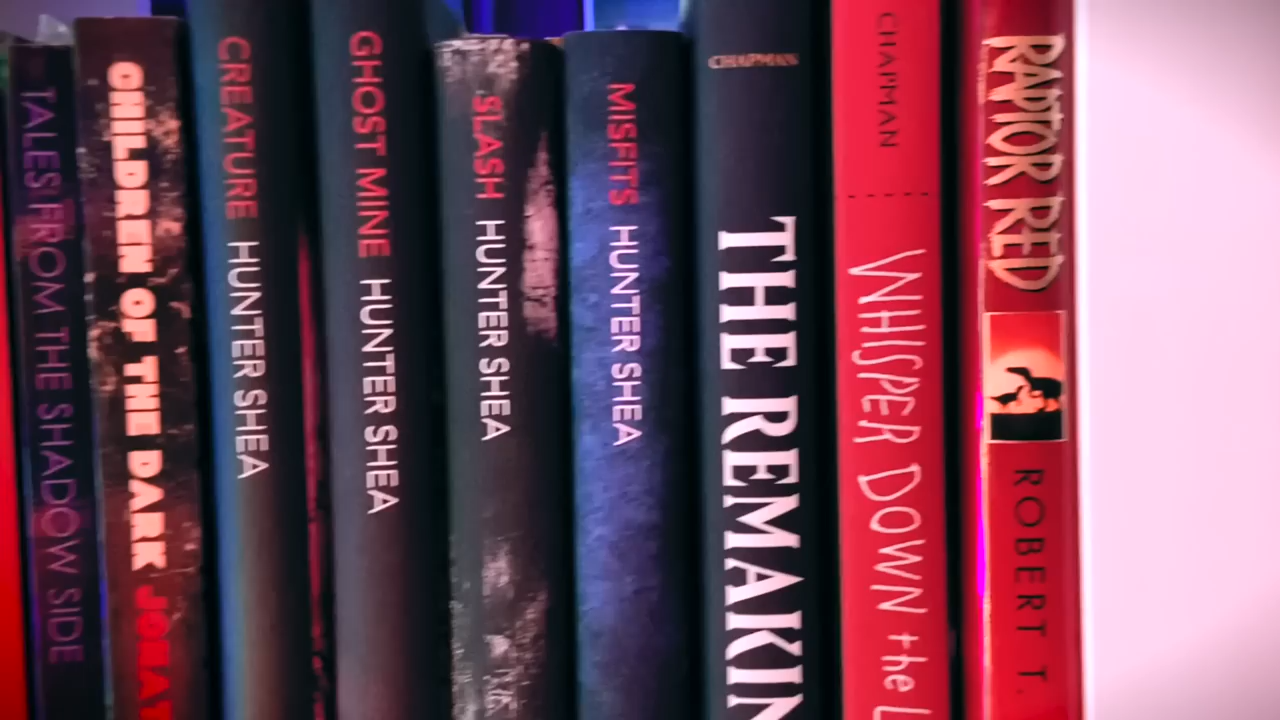 TALES FROM THE SHADOW SIDE
CHILDREN OF THE DARK JONAT
CREATURE HUNTER SHEA
GHOST MINE HUNTER SHEA
SLASH HUNTER SHEA
MISFITS HUNTER SHEA
CHAPMAN
THE REMAKIN
CHAPMAN
WHISPER DOWN the L
RAPTOR RED
ROBERT T.